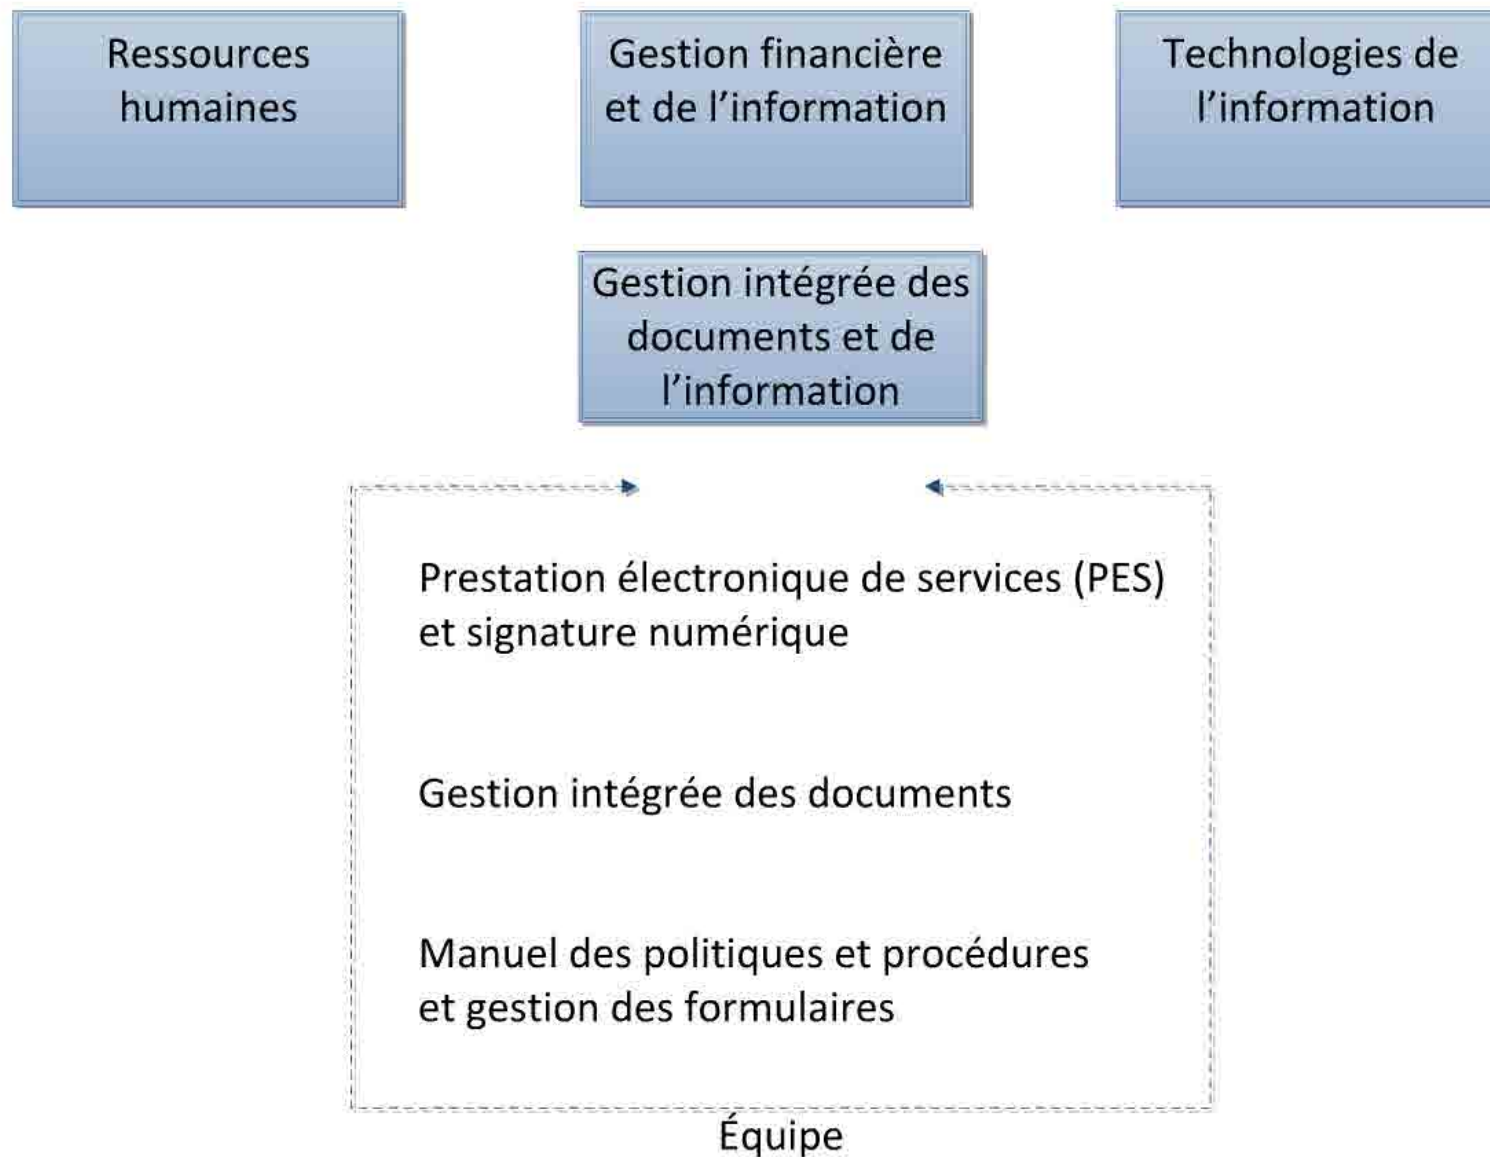 Ressources
humaines
Gestion financière
et de l’information
Technologies de
l’information
Gestion intégrée des
documents et de
l’information
Prestation électronique de services (PES)
et signature numérique
Gestion intégrée des documents
Manuel des politiques et procédures
et gestion des formulaires
Équipe